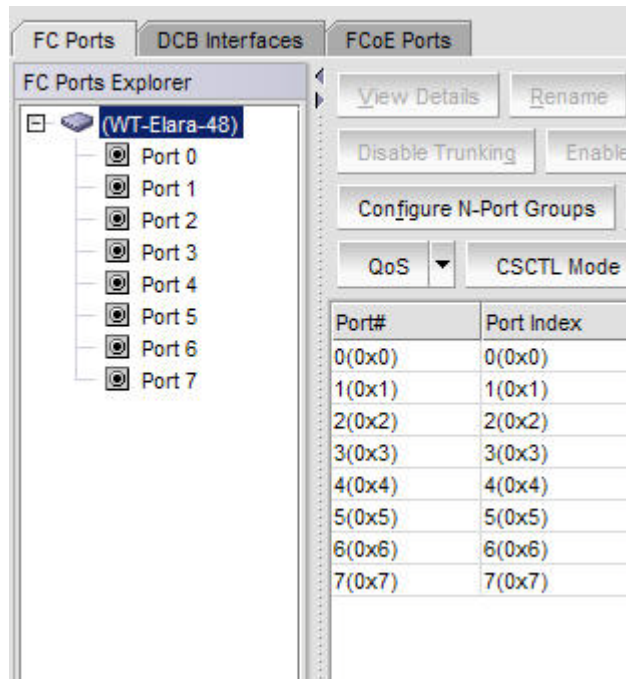 FC Ports DCB Interfaces FCoE Ports
FC Ports Explorer
(WT-Elara-48)
Port 0
Port 1
Port 2
Port 3
Port 4
Port 5
Port 6
Port 7
View Details Rename
Disable Trunking Enable
Configure N-Port Groups
QoS CSCTL Mode
Port# Port Index
0(0x0) 0(0x0)
1(0x1) 1(0x1)
2(0x2) 2(0x2)
3(0x3) 3(0x3)
4(0x4) 4(0x4)
5(0x5) 5(0x5)
6(0x6) 6(0x6)
7(0x7) 7(0x7)